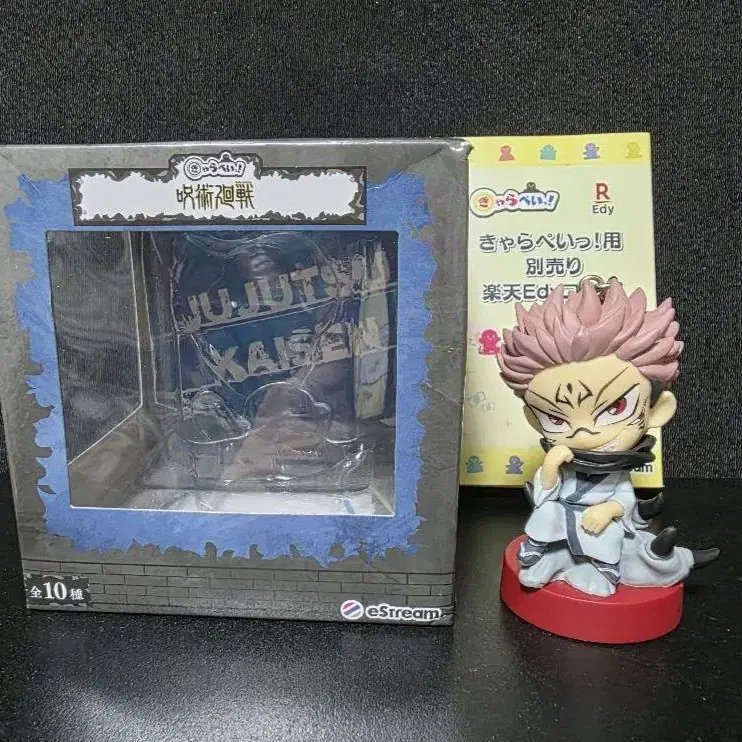 きゃらぺいっ!
呪術廻戦
JUJUTSU
KAISEN
全10種
eStream
きゃらぺいっ!
R
Edy
きゃらぺいっ!用
別売り
楽天Edy